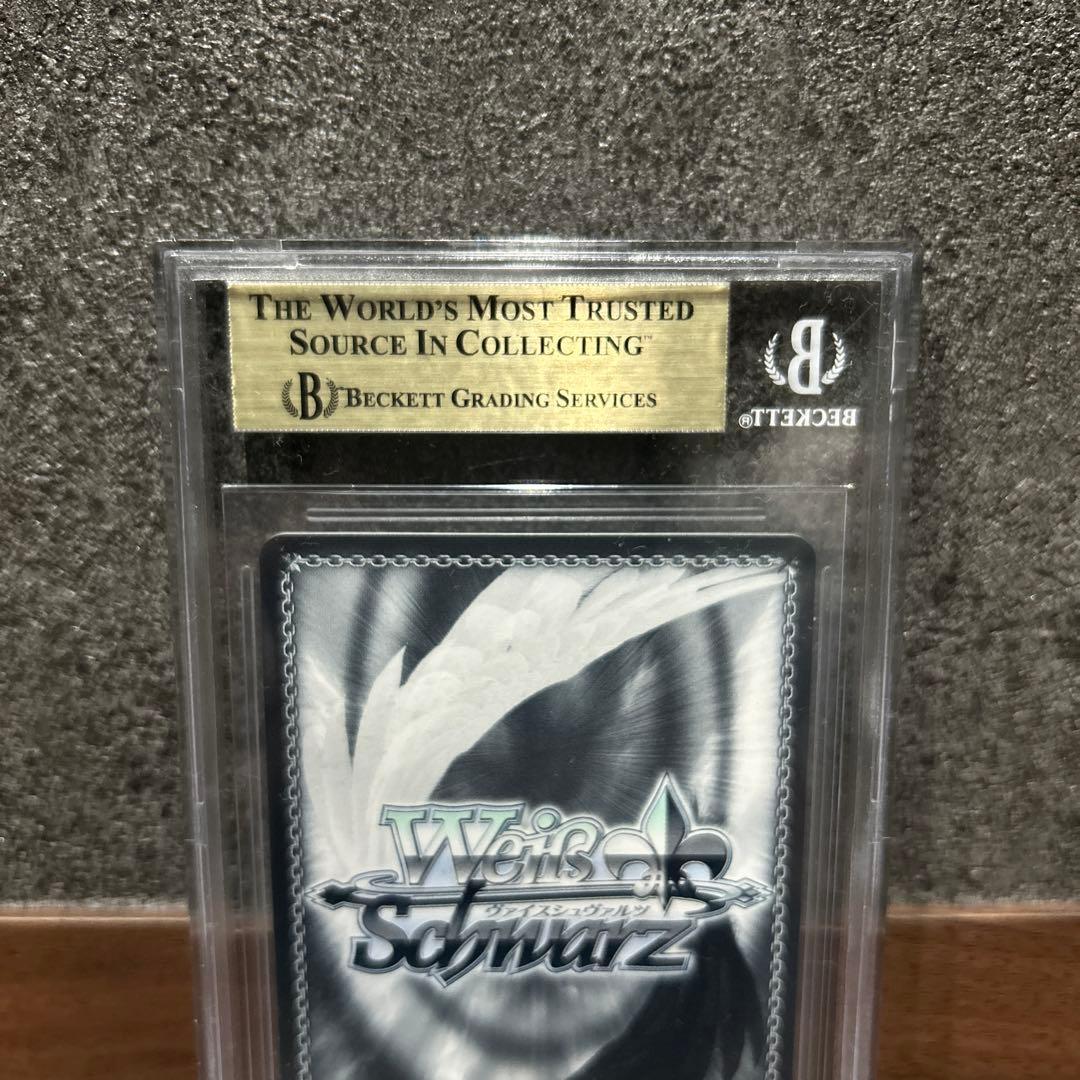 THE WORLD'S MOST TRUSTED
SOURCE IN COLLECTING™
B BECKETT GRADING SERVICES
B
BECKETT®
Weiß
ヴァイスシュヴァルツ
Schwarz